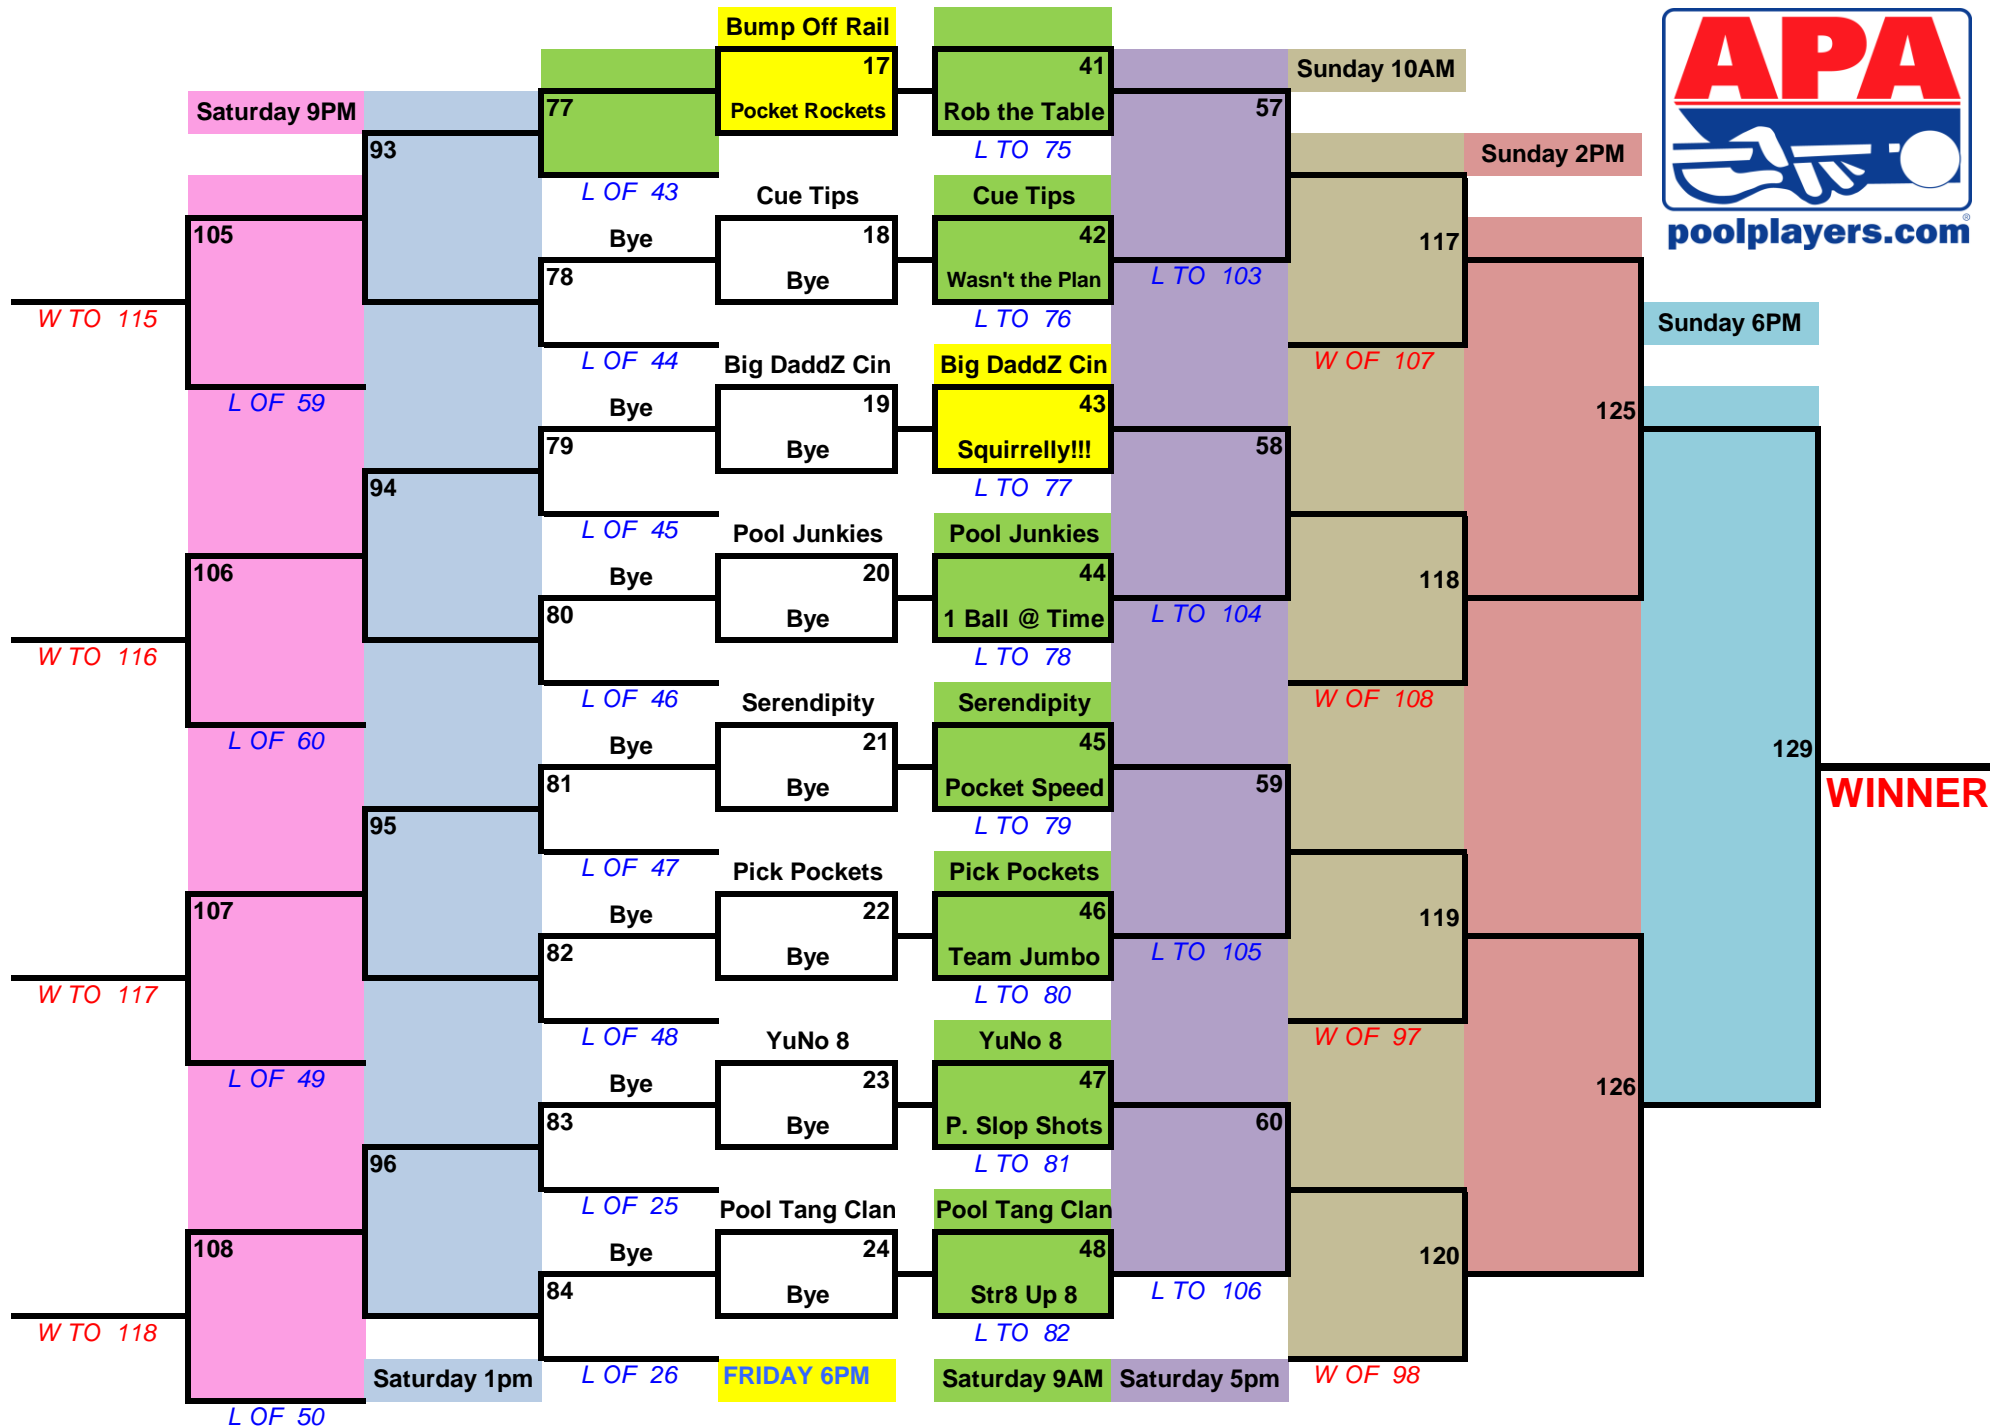 Bump Off Rail
APA
17
41
Sunday 10AM
77
57
Saturday 9PM
Pocket Rockets
Rob the Table
93
L TO 75
Sunday 2PM
L OF 43
Cue Tips
Cue Tips
poolplayers.com
®
105
Bye
18
42
117
78
Bye
Wasn't the Plan
L TO 103
W TO 115
L TO 76
Sunday 6PM
L OF 44
Big DaddZ Cin
Big DaddZ Cin
W OF 107
L OF 59
Bye
19
43
125
79
Bye
Squirrelly!!!
58
94
L TO 77
L OF 45
Pool Junkies
Pool Junkies
106
Bye
20
44
118
80
Bye
1 Ball @ Time
L TO 104
W TO 116
L TO 78
L OF 46
Serendipity
Serendipity
W OF 108
L OF 60
Bye
21
45
129
81
Bye
Pocket Speed
59
WINNER
95
L TO 79
L OF 47
Pick Pockets
Pick Pockets
107
Bye
22
46
119
82
Bye
Team Jumbo
L TO 105
W TO 117
L TO 80
L OF 48
YuNo 8
YuNo 8
W OF 97
L OF 49
Bye
23
47
126
83
Bye
P. Slop Shots
60
96
L TO 81
L OF 25
Pool Tang Clan
Pool Tang Clan
108
Bye
24
48
120
84
Bye
Str8 Up 8
L TO 106
W TO 118
L TO 82
Saturday 1pm
L OF 26
FRIDAY 6PM
Saturday 9AM
Saturday 5pm
W OF 98
L OF 50